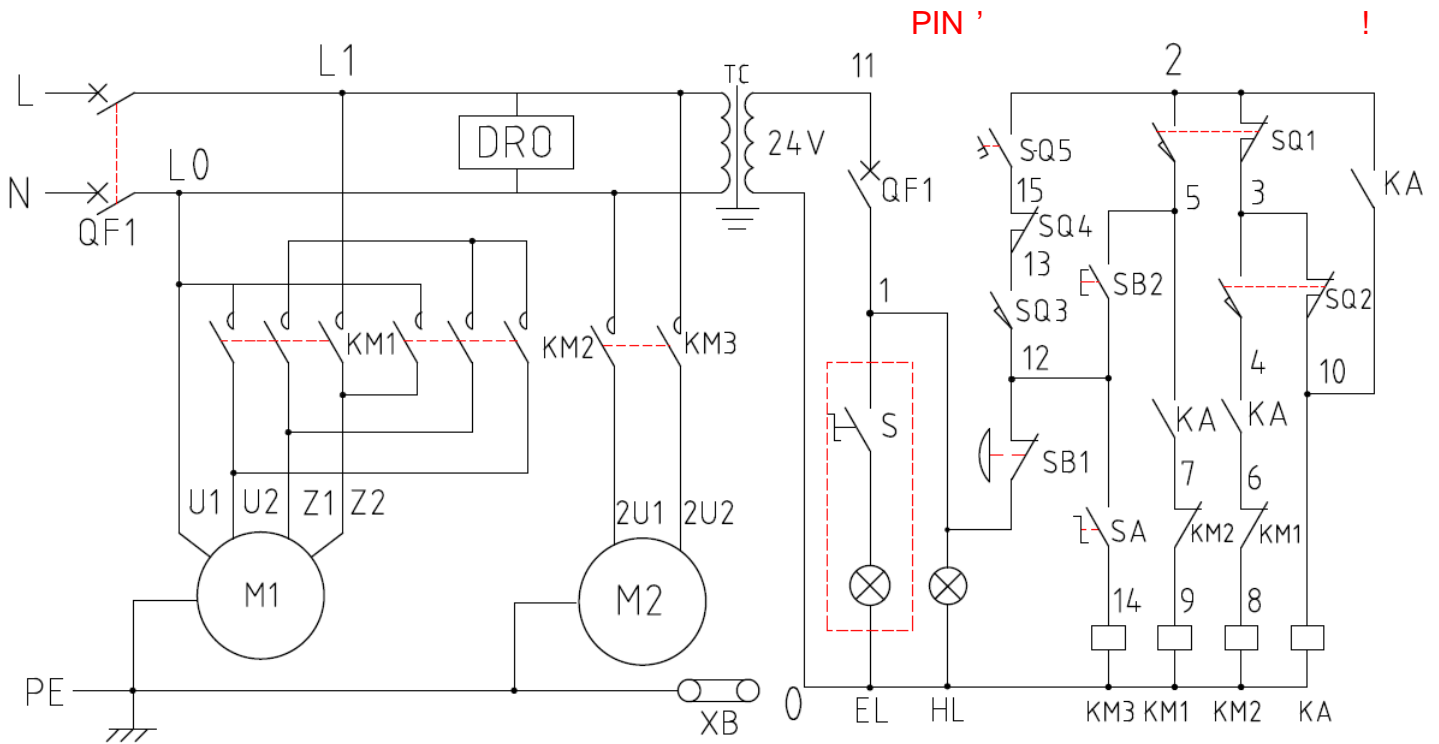 PIN ’ !
L1 TC 11 2
L
DRO 24V SQ5 SQ1
L0 15 KA
N QF1 5 3
QF1 SQ4
13 SB2
1 SQ2
SQ3
KM1 KM2 KM3
12 4 10
S KA KA
SB1
7 6
U1 U2 Z1 Z2 2U1 2U2 SA KM2 KM1
M1 M2
14 9 8
PE
XB 0 EL HL KM3 KM1 KM2 KA